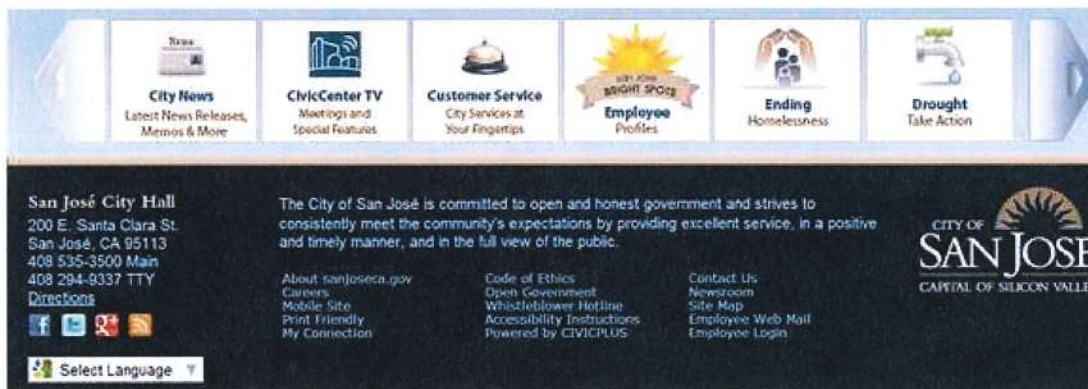 News
City News
Latest News Releases,
Memos & More
CivicCenter TV
Meetings and
Special Features
Customer Service
City Services at
Your Fingertips
SAN JOSE
BRIGHT SPOTS
Employee
Profiles
Ending
Homelessness
Drought
Take Action
San José City Hall
200 E. Santa Clara St.
San José, CA 95113
408 535-3500 Main
408 294-9337 TTY
Directions
Select Language
The City of San José is committed to open and honest government and strives to
consistently meet the community's expectations by providing excellent service, in a positive
and timely manner, and in the full view of the public.
About sanjoseca.gov
Careers
Mobile Site
Print Friendly
My Connection
Code of Ethics
Open Government
Whistleblower Hotline
Accessibility Instructions
Powered by CIVICPLUS
Contact Us
Newsroom
Site Map
Employee Web Mail
Employee Login
CITY OF
SAN JOSE
CAPITAL OF SILICON VALLE